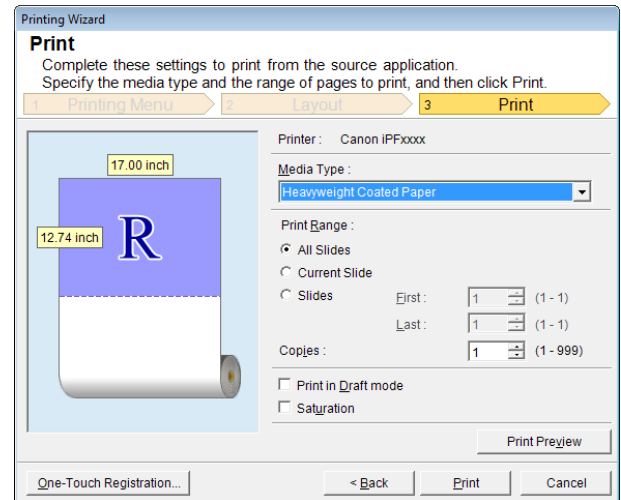 Printing Wizard
Print
Complete these settings to print from the source application.
Specify the media type and the range of pages to print, and then click Print.
1 Printing Menu 2 Layout 3 Print
Printer : Canon iPFxxxx
17.00 inch
Media Type :
Heavyweight Coated Paper
12.74 inch
R
Print Range :
All Slides
Current Slide
Slides First : 1 (1 - 1)
Last : 1 (1 - 1)
Copies : 1 (1 - 999)
Print in Draft mode
Saturation
Print Preview
One-Touch Registration... < Back Print Cancel